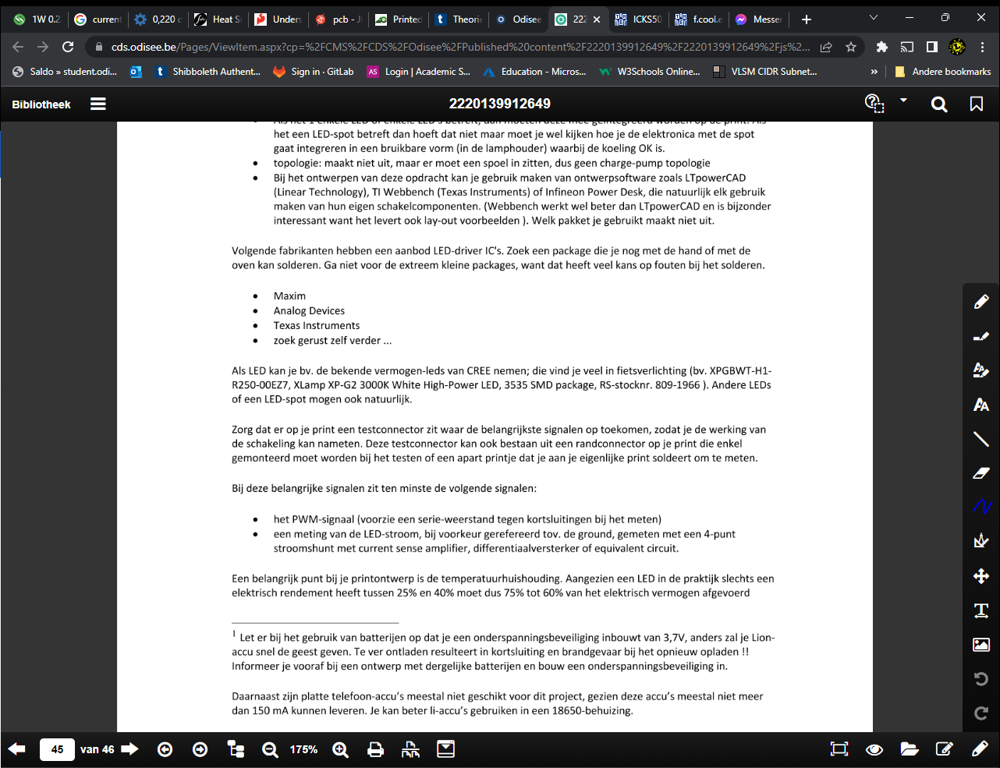 1W 0.2
current
0,220
Heat Si
Unders
pcb - J
Printed
Theorie
Odisee
222
ICKS50
f.cool.e
Messer
cds.odisee.be/Pages/ViewItem.aspx?cp=%2FCMS%2FCDS%2FOdisee%2FPublished%20content%2F2220139912649%2F2220139912649%2Fjs%2...
Saldo » student.odi...
Shibboleth Authent...
Sign in · GitLab
Login | Academic S...
Education - Micros...
W3Schools Online...
VLSM CIDR Subnet...
»
Andere bookmarks
Bibliotheek
2220139912649
• Als het 1 enkele LED of enkele LED's betreft, dan moeten deze mee geïntegreerd worden op de print. Als
het een LED-spot betreft dan hoeft dat niet maar moet je wel kijken hoe je de elektronica met de spot
gaat integreren in een bruikbare vorm (in de lamphouder) waarbij de koeling OK is.
• topologie: maakt niet uit, maar er moet een spoel in zitten, dus geen charge-pump topologie
• Bij het ontwerpen van deze opdracht kan je gebruik maken van ontwerpsoftware zoals LTpowerCAD
(Linear Technology), TI Webbench (Texas Instruments) of Infineon Power Desk, die natuurlijk elk gebruik
maken van hun eigen schakelcomponenten. (Webbench werkt wel beter dan LTpowerCAD en is bijzonder
interessant want het levert ook lay-out voorbeelden ). Welk pakket je gebruikt maakt niet uit.
Volgende fabrikanten hebben een aanbod LED-driver IC's. Zoek een package die je nog met de hand of met de
oven kan solderen. Ga niet voor de extreem kleine packages, want dat heeft veel kans op fouten bij het solderen.
• Maxim
• Analog Devices
• Texas Instruments
• zoek gerust zelf verder ...
Als LED kan je bv. de bekende vermogen-leds van CREE nemen; die vind je veel in fietsverlichting (bv. XPGBWT-H1-
R250-00EZ7, XLamp XP-G2 3000K White High-Power LED, 3535 SMD package, RS-stocknr. 809-1966 ). Andere LEDs
of een LED-spot mogen ook natuurlijk.
Zorg dat er op je print een testconnector zit waar de belangrijkste signalen op toekomen, zodat je de werking van
de schakeling kan nameten. Deze testconnector kan ook bestaan uit een randconnector op je print die enkel
gemonteerd moet worden bij het testen of een apart printje dat je aan je eigenlijke print soldeert om te meten.
Bij deze belangrijke signalen zit ten minste de volgende signalen:
• het PWM-signaal (voorzie een serie-weerstand tegen kortsluitingen bij het meten)
• een meting van de LED-stroom, bij voorkeur gerefereerd tov. de ground, gemeten met een 4-punt
stroomshunt met current sense amplifier, differentiaalversterker of equivalent circuit.
Een belangrijk punt bij je printontwerp is de temperatuurhuishouding. Aangezien een LED in de praktijk slechts een
elektrisch rendement heeft tussen 25% en 40% moet dus 75% tot 60% van het elektrisch vermogen afgevoerd
1 Let er bij het gebruik van batterijen op dat je een onderspanningsbeveiliging inbouwt van 3,7V, anders zal je Lion-
accu snel de geest geven. Te ver ontladen resulteert in kortsluiting en brandgevaar bij het opnieuw opladen !!
Informeer je vooraf bij een ontwerp met dergelijke batterijen en bouw een onderspanningsbeveiliging in.
Daarnaast zijn platte telefoon-accu's meestal niet geschikt voor dit project, gezien deze accu's meestal niet meer
dan 150 mA kunnen leveren. Je kan beter li-accu's gebruiken in een 18650-behuizing.
45 van 46
175%